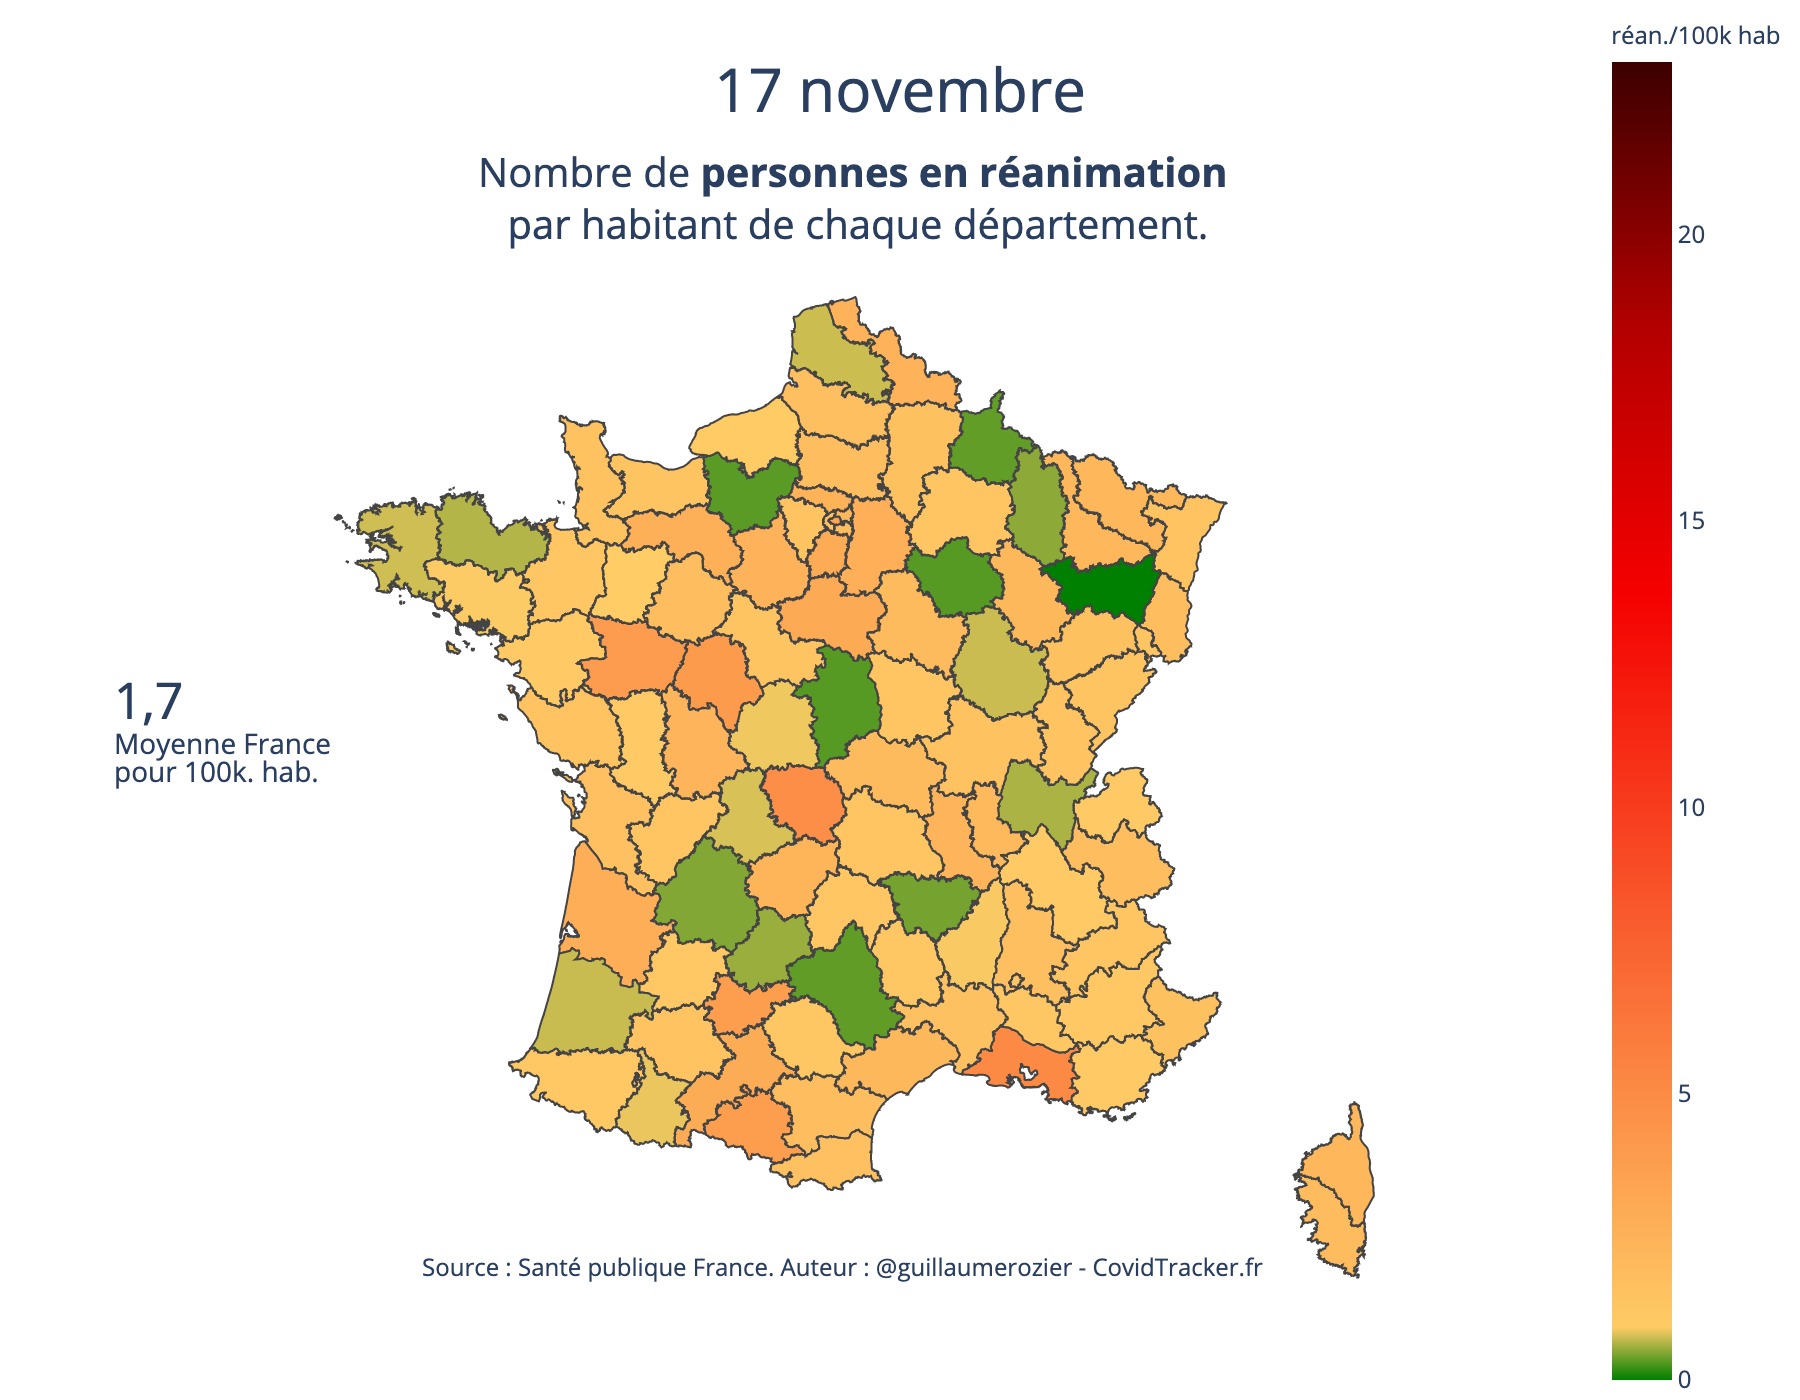 réan./100k hab
17 novembre
Nombre de personnes en réanimation
par habitant de chaque département.
20
15
1,7
Moyenne France
pour 100k. hab.
10
5
Source : Santé publique France. Auteur : @guillaumerozier - CovidTracker.fr
0